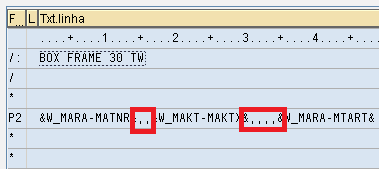 F.. L Txt.linha
....+....1....+....2....+....3....+....4....+.
/: BOX FRAME 30 TW
/
*
P2 &W_MARA-MATNR&,,&W_MAKT-MAKTX&,,,,&W_MARA-MTART&
*
*